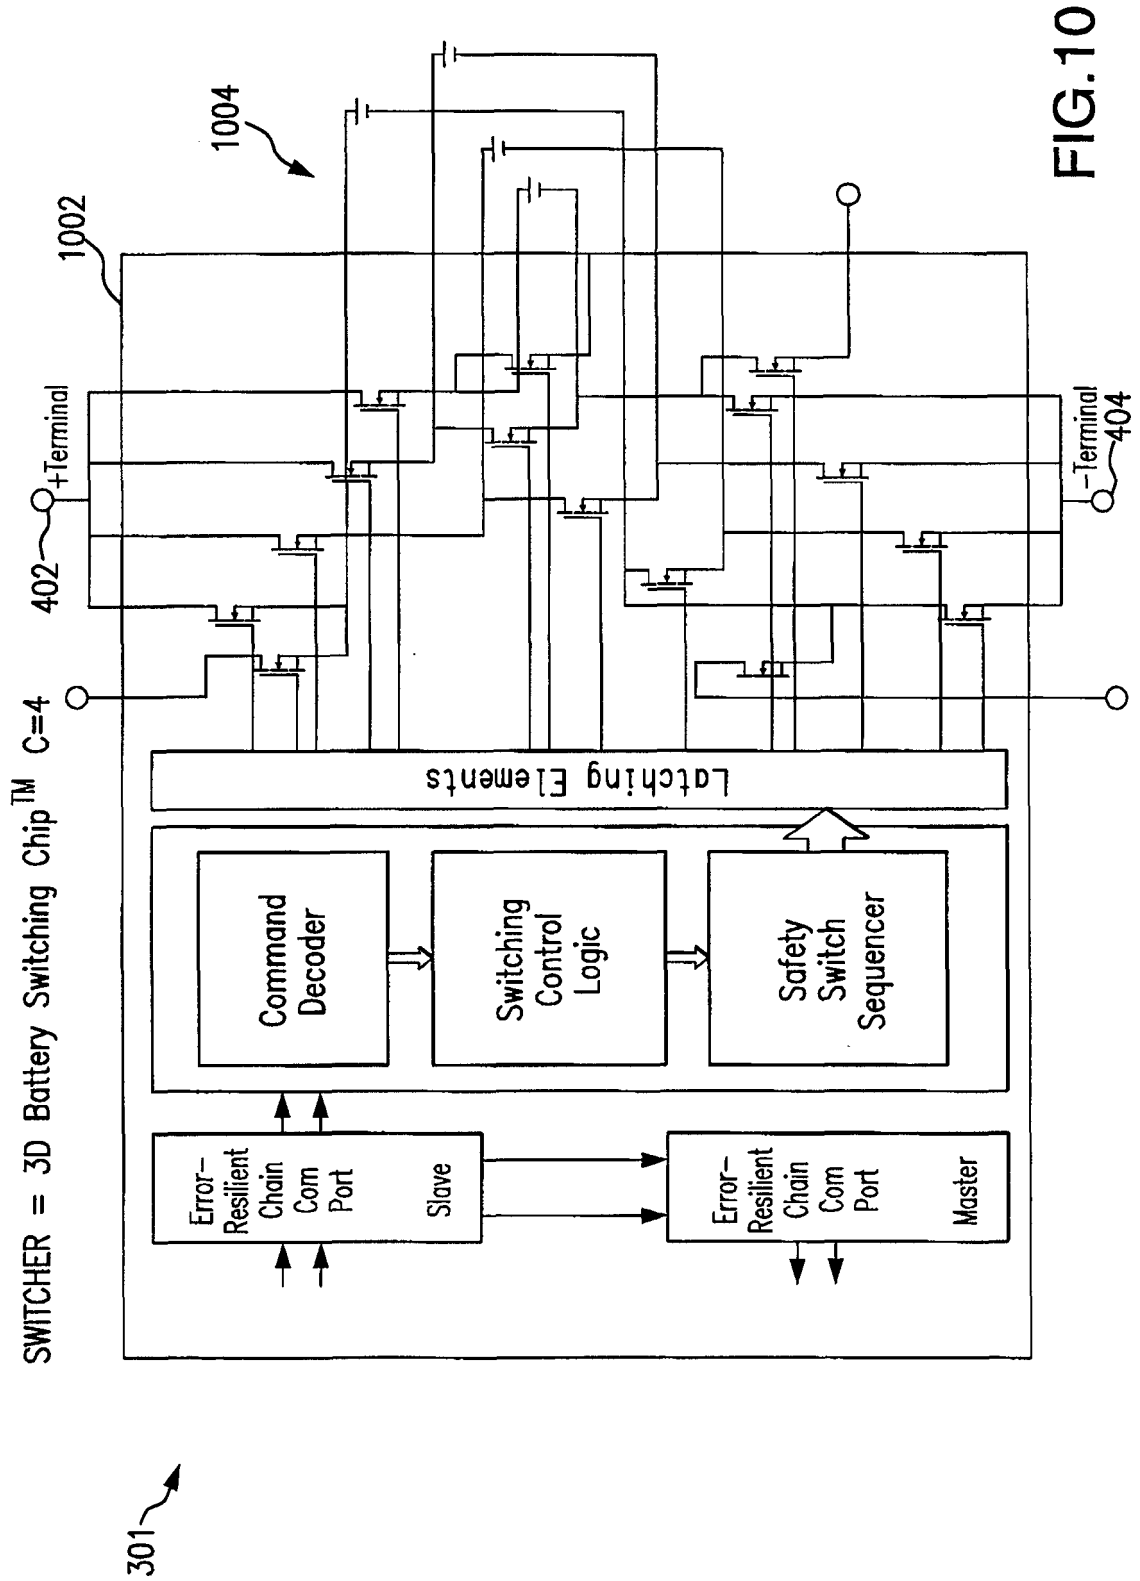 SWITCHER = 3D Battery Switching Chip™ C=4
301
1002
1004
402
+Terminal
Error-
Resilient
Chain
Com
Port
Slave
Command
Decoder
Switching
Control
Logic
Safety
Switch
Sequencer
Latching Elements
Error-
Resilient
Chain
Com
Port
Master
-Terminal
404
FIG.10